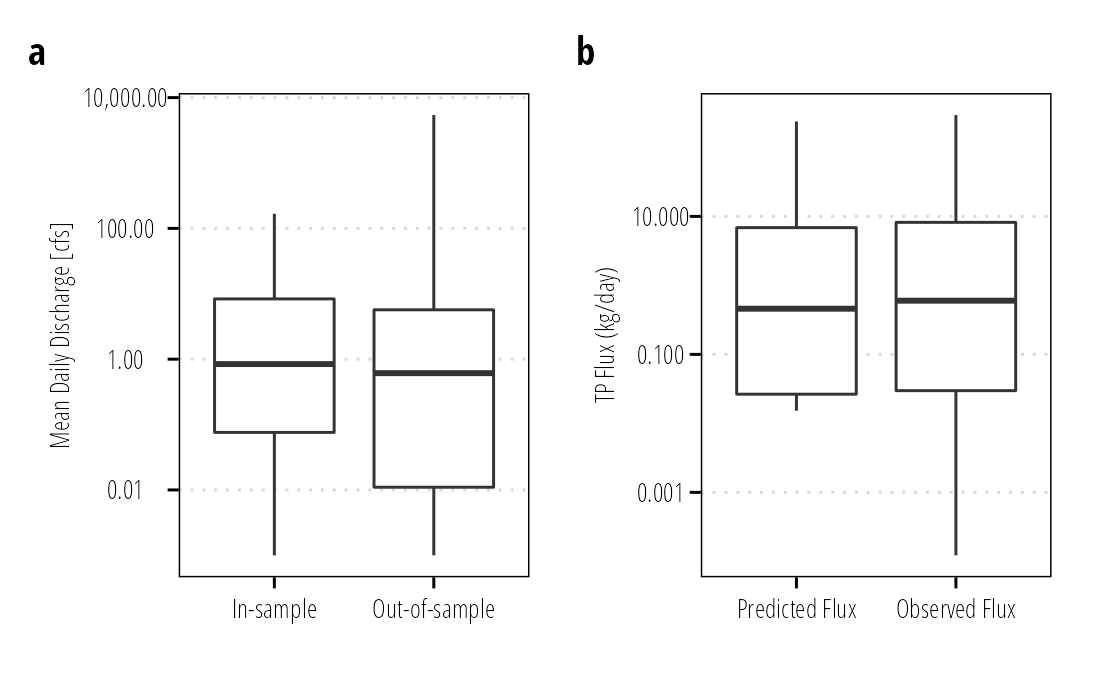 a
10,000.00
100.00
1.00
0.01
Mean Daily Discharge [cfs]
In-sample
Out-of-sample
b
10.000
0.100
0.001
TP Flux (kg/day)
Predicted Flux
Observed Flux